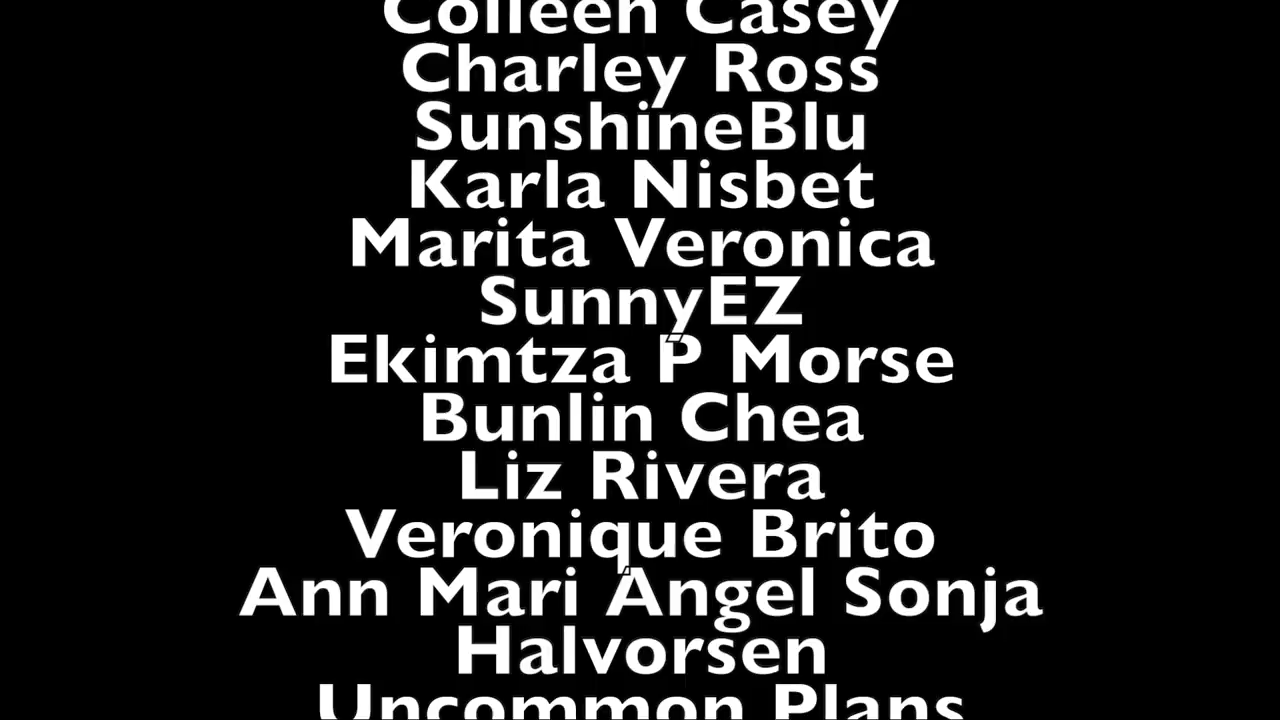 Colleen Casey
Charley Ross
SunshineBlu
Karla Nisbet
Marita Veronica
SunnyEZ
Ekimtza P Morse
Bunlin Chea
Liz Rivera
Veronique Brito
Ann Mari Angel Sonja
Halvorsen
Uncommon Plans